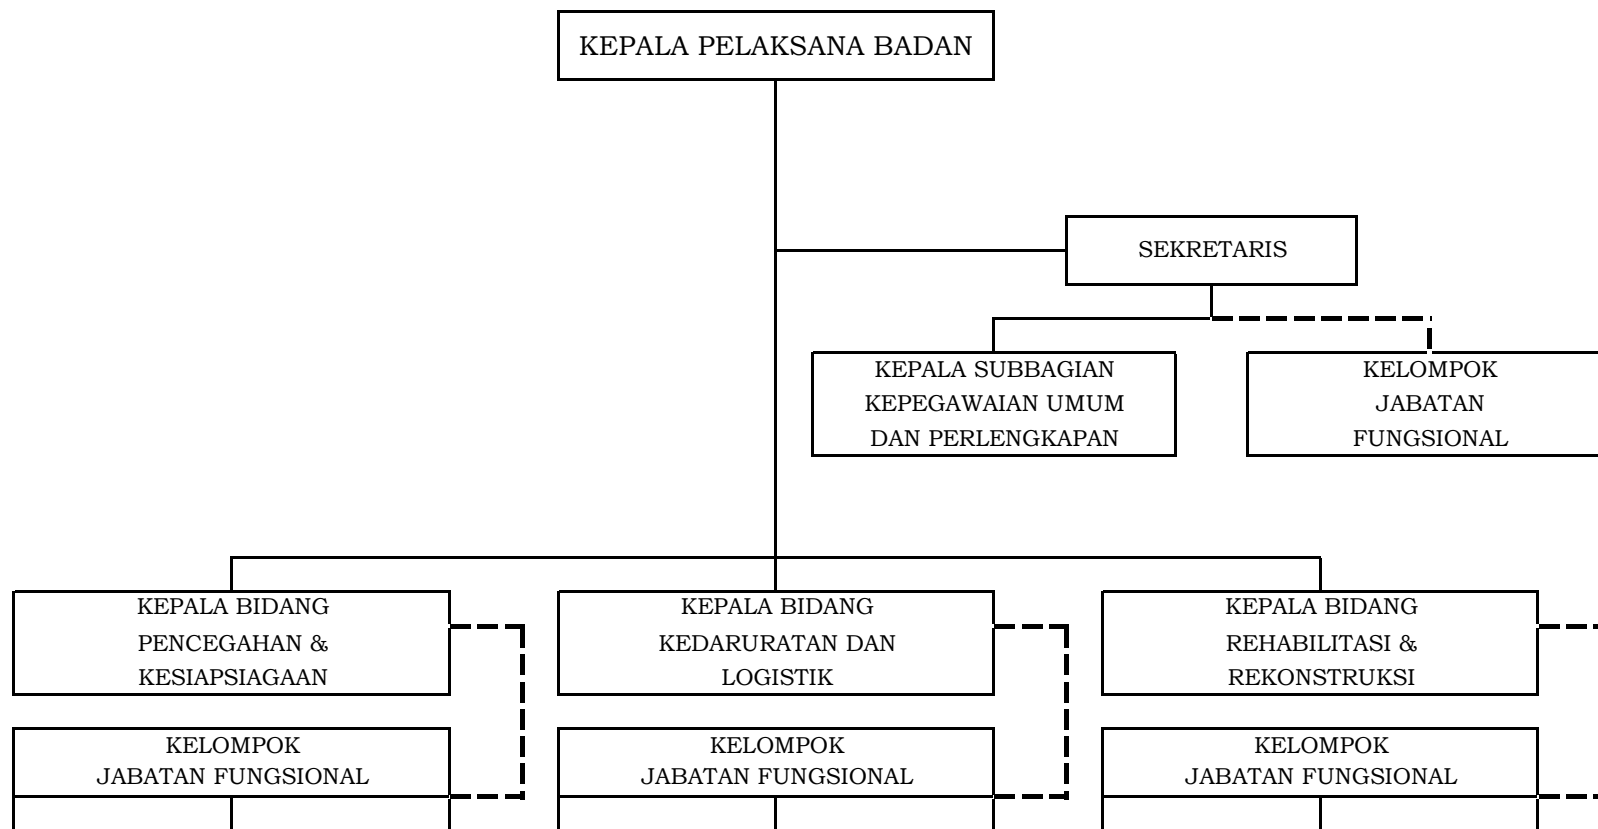 KEPALA PELAKSANA BADAN
SEKRETARIS
KEPALA SUBBAGIAN
KEPEGAWAIAN UMUM
DAN PERLENGKAPAN
KELOMPOK
JABATAN
FUNGSIONAL
KEPALA BIDANG
PENCEGAHAN &
KESIAPSIAGAAN
KEPALA BIDANG
KEDARURATAN DAN
LOGISTIK
KEPALA BIDANG
REHABILITASI &
REKONSTRUKSI
KELOMPOK
JABATAN FUNGSIONAL
KELOMPOK
JABATAN FUNGSIONAL
KELOMPOK
JABATAN FUNGSIONAL